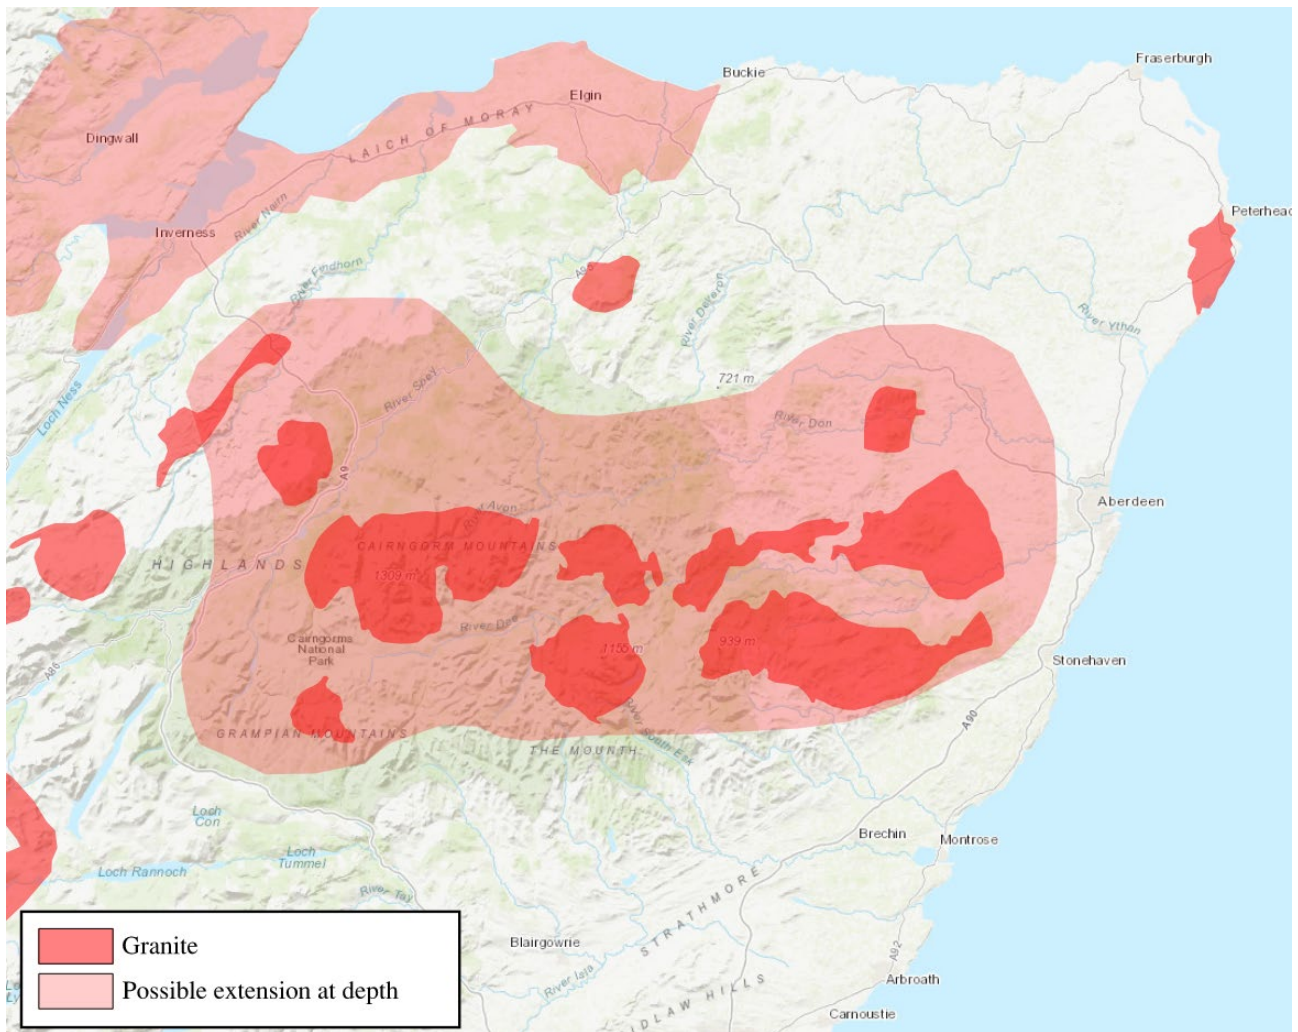 Fraserburgh
Buckie
Elgin
LAICH OF MORAY
Dingwall
Peterhead
River Nairn
Inverness
River Findhorn
A95
River Deveron
River Ythan
River Spey
721 m
Loch Ness
River Don
A9
Aberdeen
River Avon
CAIRNGORM MOUNTAINS
HIGHLANDS
1309 m
River Dee
Cairngorms
National
Park
1155 m
939 m
Stonehaven
A86
River South Esk
A90
GRAMPIAN MOUNTAINS
THE MOUNTH
Loch
Con
Brechin
Montrose
Loch
Tummel
Loch Rannoch
River Tay
STRATHMORE
Blairgowrie
A92
River Isla
Arbroath
IDLAW HILLS
Carnoustie
Granite
Possible extension at depth